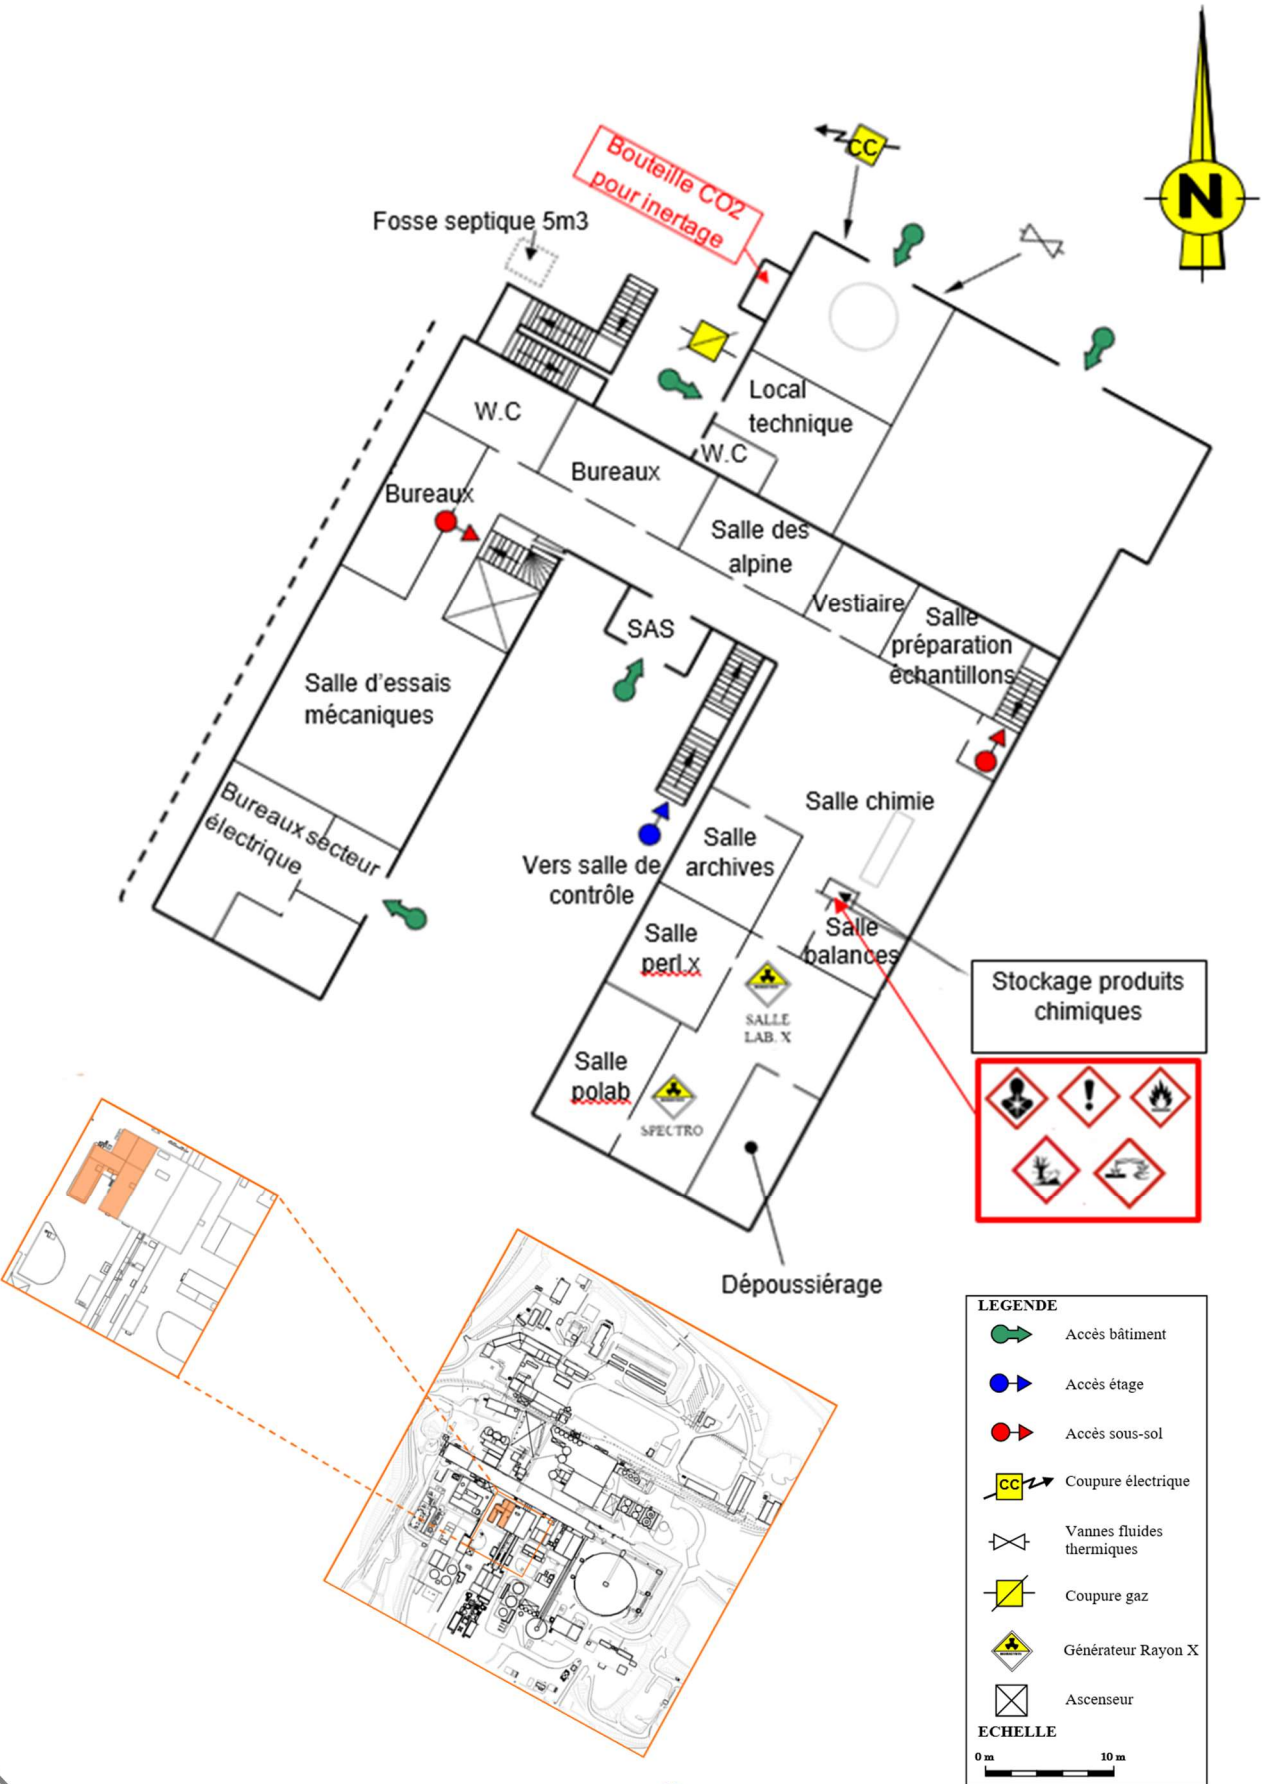 N
CC
Bouteille CO2
pour inertage
Fosse septique 5m3
Local
technique
W.C
W.C
Bureaux
Bureaux
Salle des
alpine
Vestiaire
Salle
préparation
échantillons
SAS
Salle d'essais
mécaniques
Salle chimie
Bureaux secteur
électrique
Salle
archives
Vers salle de
contrôle
Salle
balances
Salle
perl.x
Stockage produits
chimiques
SALLE
LAB. X
Salle
polab
SPECTRO
Dépoussiérage
LEGENDE
Accès bâtiment
Accès étage
Accès sous-sol
CC
Coupure électrique
Vannes fluides
thermiques
Coupure gaz
Générateur Rayon X
Ascenseur
ECHELLE
0 m
10 m